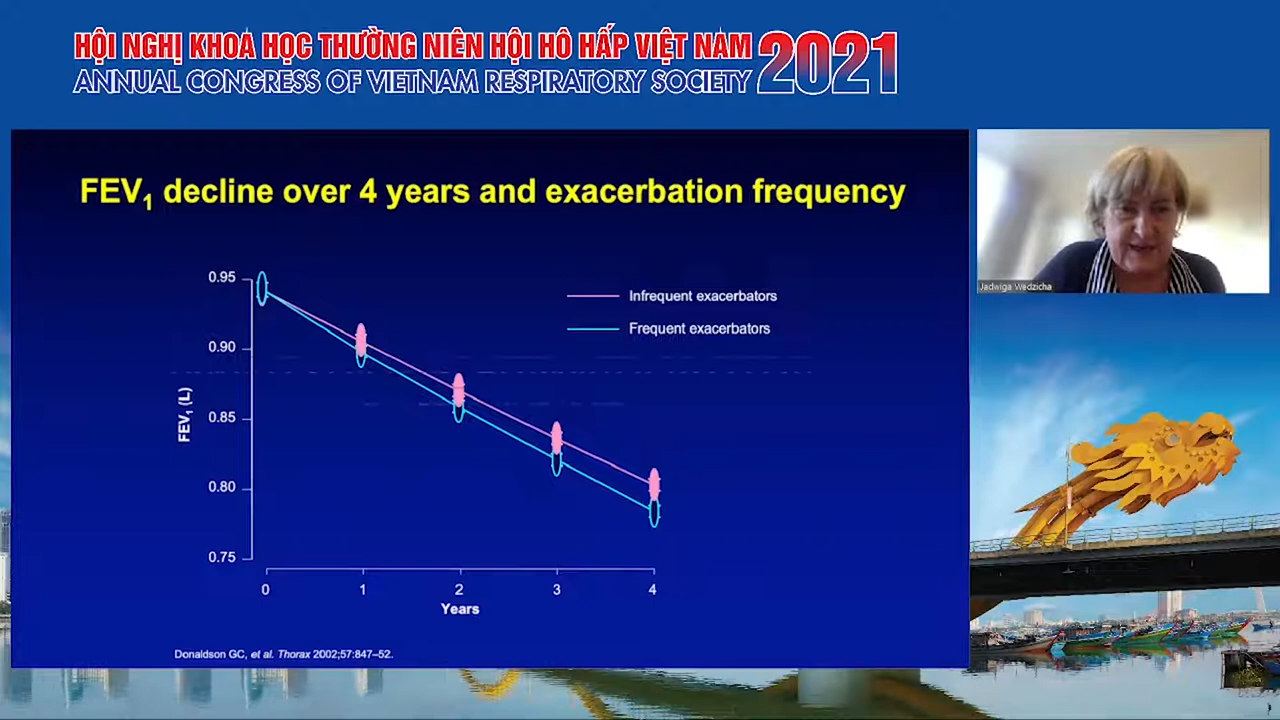 HỘI NGHỊ KHOA HỌC THƯỜNG NIÊN HỘI HÔ HẤP VIỆT NAM 2021
ANNUAL CONGRESS OF VIETNAM RESPIRATORY SOCIETY
FEV₁ decline over 4 years and exacerbation frequency
0.95
0.90
0.85
0.80
0.75
FEV₁ (L)
Infrequent exacerbators
Frequent exacerbators
0 1 2 3 4
Years
Donaldson GC, et al. Thorax 2002;57:847–52.
Jadwiga Wedzicha